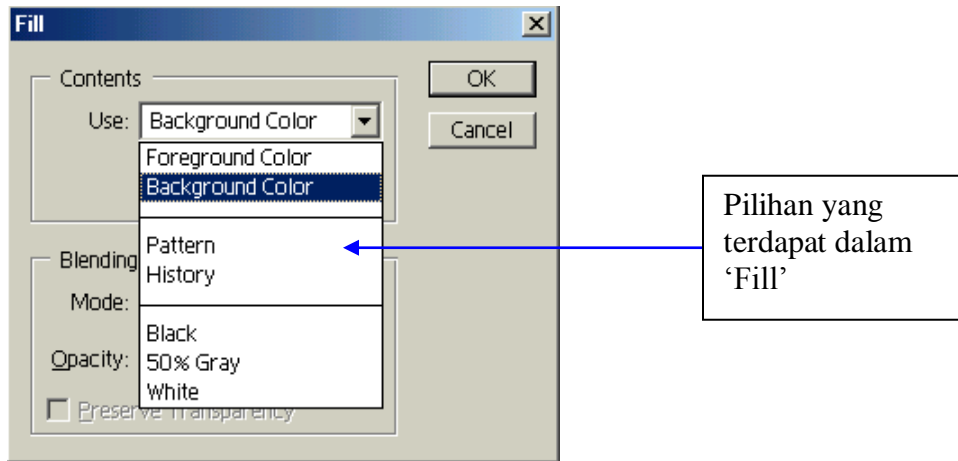 Fill
Contents
OK
Use: Background Color
Cancel
Foreground Color
Background Color
Pattern
History
Blending
Mode:
Black
Opacity: 50% Gray
White
Preserve Transparency
Pilihan yang
terdapat dalam
‘Fill’